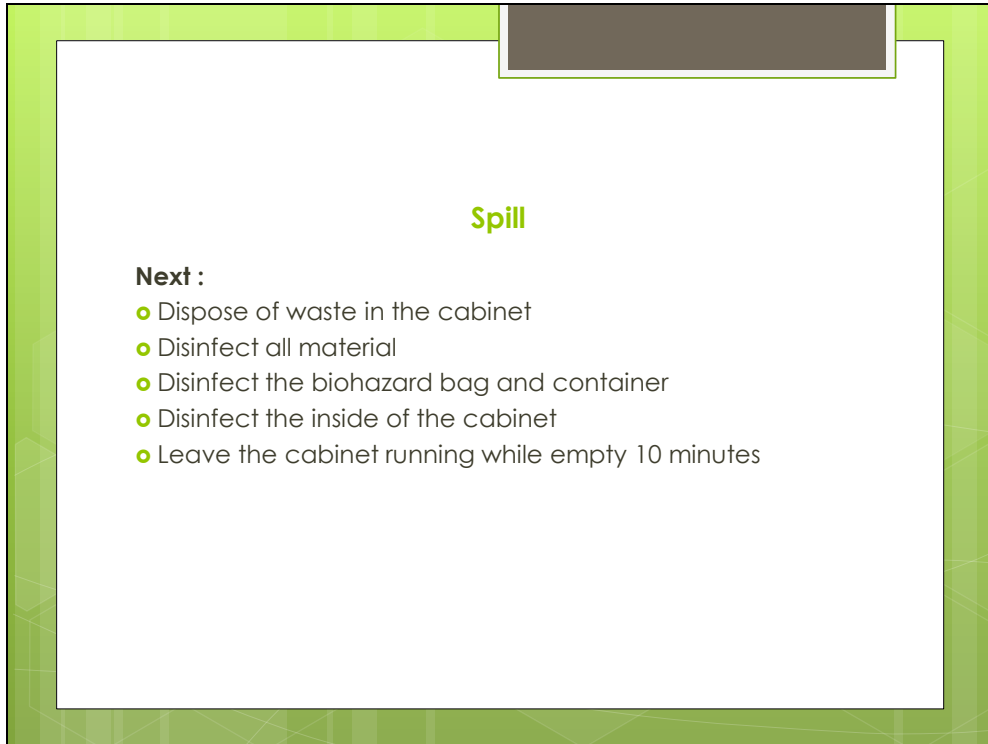 Spill
Next :
Dispose of waste in the cabinet
Disinfect all material
Disinfect the biohazard bag and container
Disinfect the inside of the cabinet
Leave the cabinet running while empty 10 minutes